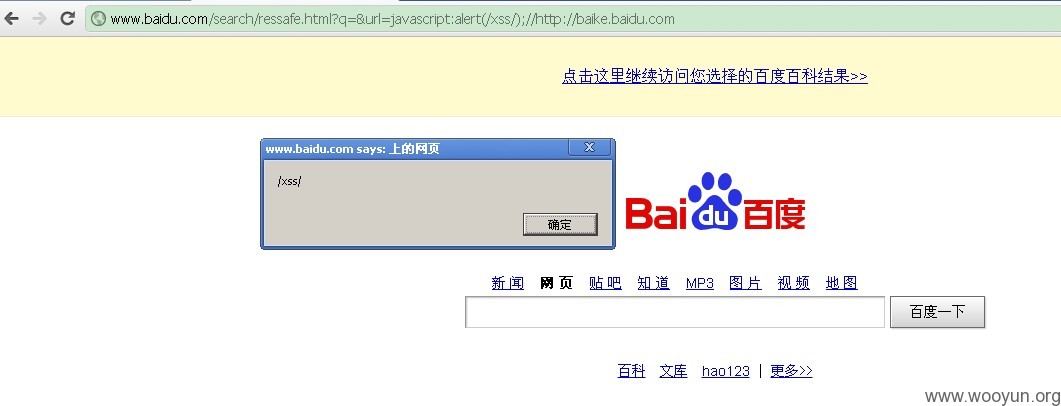 www.baidu.com/search/ressafe.html?q=&url=javascript:alert(/xss/);//http://baike.baidu.com
点击这里继续访问您选择的百度百科结果>>
www.baidu.com says: 上的网页
/xss/
确定
Bai du 百度
新闻 网页 贴吧 知道 MP3 图片 视频 地图
百度一下
百科 文库 hao123 | 更多>>
www.wooyun.org